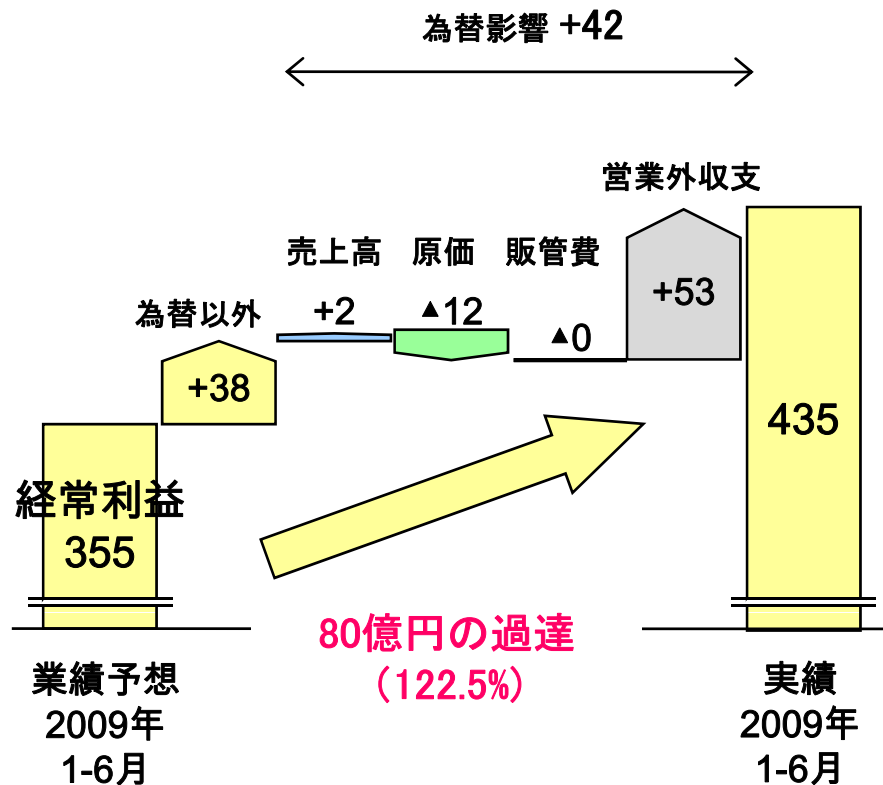 為替影響 +42
営業外収支
売上高
原価
販管費
+53
為替以外
+2
▲12
▲0
+38
435
経常利益
355
80億円の過達
(122.5%)
業績予想
2009年
1-6月
実績
2009年
1-6月